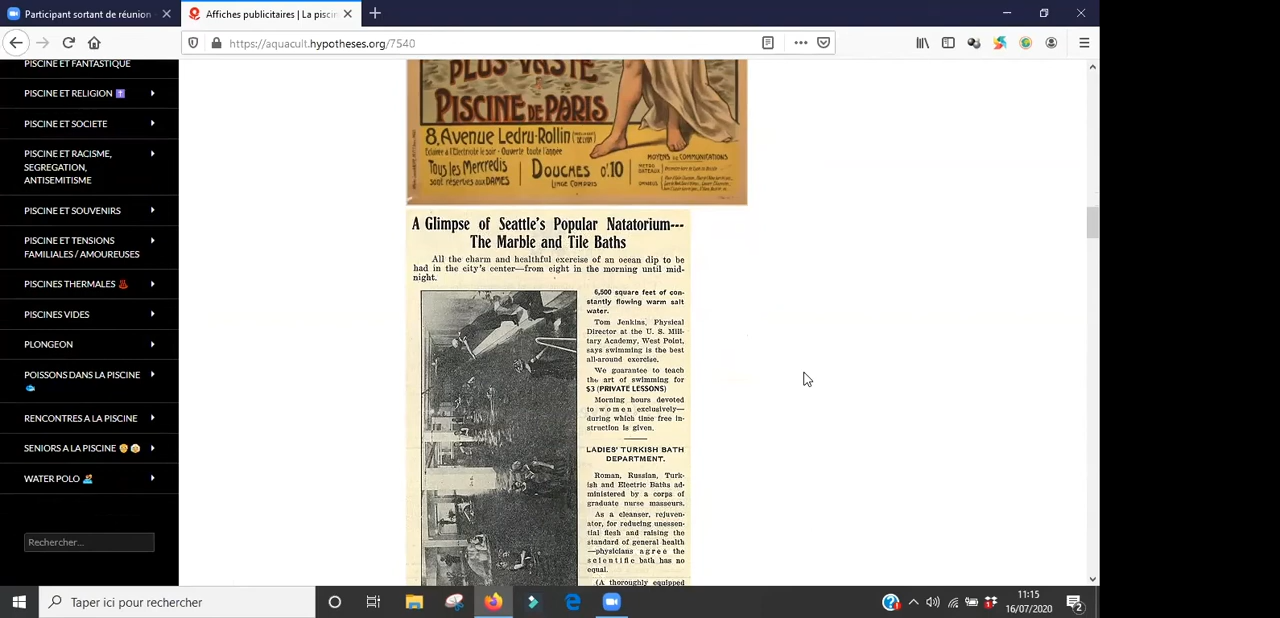 Participant sortant de réunion
Affiches publicitaires | La piscin
https://aquacult.hypotheses.org/7540
PISCINE ET FANTASTIQUE
PISCINE ET RELIGION
PISCINE ET SOCIETE
PISCINE ET RACISME,
SEGREGATION,
ANTISEMITISME
PISCINE ET SOUVENIRS
PISCINE ET TENSIONS
FAMILIALES / AMOUREUSES
PISCINES THERMALES
PISCINES VIDES
PLONGEON
POISSONS DANS LA PISCINE
RENCONTRES A LA PISCINE
SENIORS A LA PISCINE
WATER POLO
Rechercher...
PLUS VASTE
PISCINE DE PARIS
8, Avenue Ledru-Rollin
Eclairée à l'Electricité le soir - Ouverte toute l'année
Tous les Mercredis
sont réservés aux DAMES
DOUCHES 0f.10
LINGE COMPRIS
MOYENS DE COMMUNICATIONS
A Glimpse of Seattle's Popular Natatorium---
The Marble and Tile Baths
All the charm and healthful exercise of an ocean dip to be
had in the city's center—from eight in the morning until mid-
night.
6,500 square feet of con-
stantly flowing warm salt
water.
Tom Jenkins, Physical
Director at the U. S. Mili-
tary Academy, West Point,
says swimming is the best
all-around exercise.
We guarantee to teach
the art of swimming for
$3 (PRIVATE LESSONS)
Morning hours devoted
to women exclusively—
during which time free in-
struction is given.
LADIES' TURKISH BATH
DEPARTMENT.
Roman, Russian, Turk-
ish and Electric Baths ad-
ministered by a corps of
graduate nurse masseurs.
As a cleanser, rejuven-
ator, for reducing unessen-
tial flesh and raising the
standard of general health
—physicians agree the
scientific bath has no
equal.
(A thoroughly equipped
Taper ici pour rechercher
11:15
16/07/2020
2